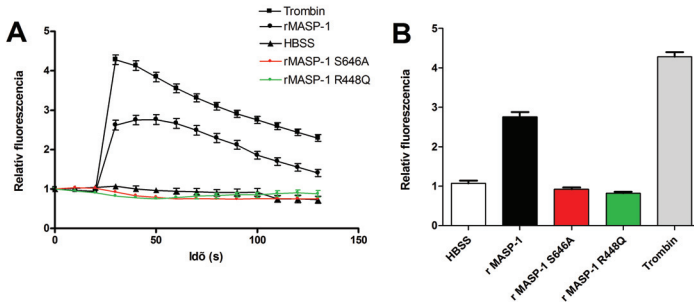 A
Relatív fluoreszcencia
5
4
3
2
1
0
0
50
100
150
Idő (s)
Trombin
rMASP-1
HBSS
rMASP-1 S646A
rMASP-1 R448Q
B
Relatív fluoreszcencia
5
4
3
2
1
0
HBSS
r MASP-1
r MASP-1 S646A
r MASP-1 R448Q
Trombin